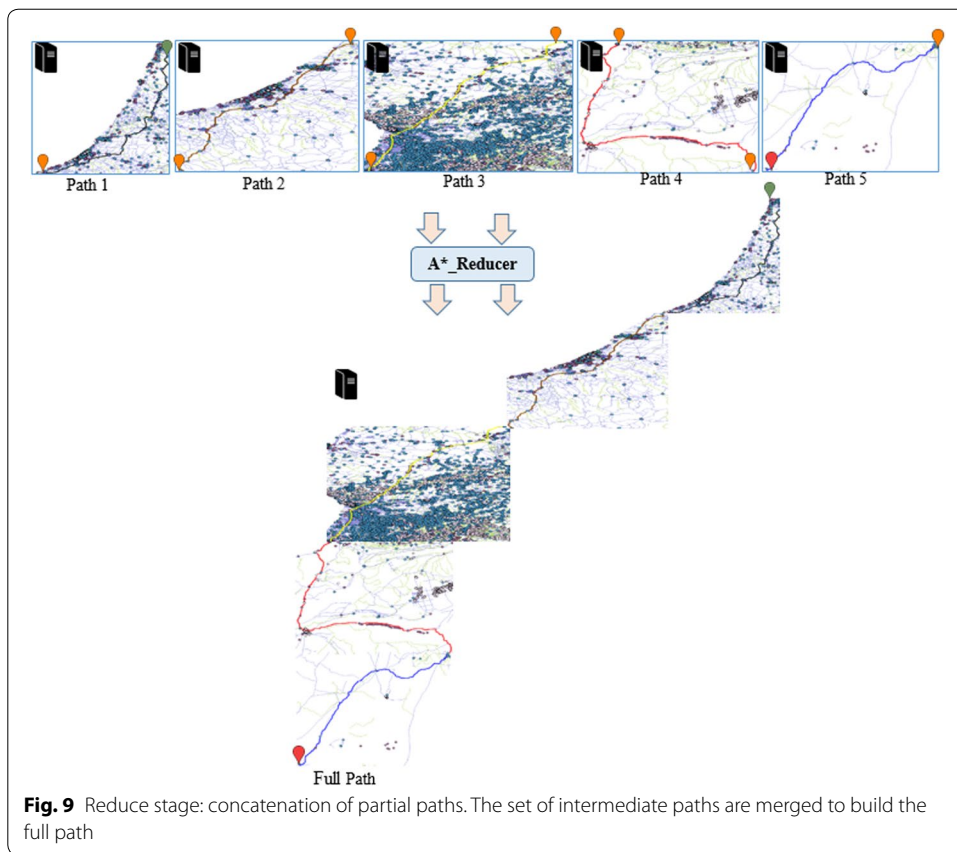 Path 1
Path 2
Path 3
Path 4
Path 5
A*_Reducer
Full Path
Fig. 9 Reduce stage: concatenation of partial paths. The set of intermediate paths are merged to build the
full path